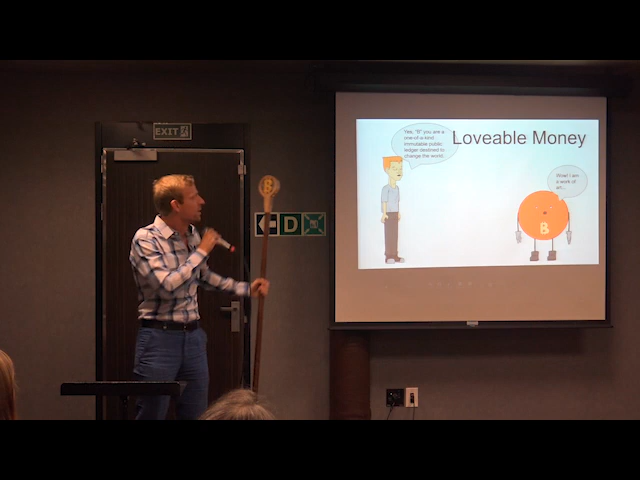 EXIT
B
D
Loveable Money
Yes, "B" you are a
one-of-a-kind
immutable public
ledger destined to
change the world.
Wow! I am
a work of
art...
B